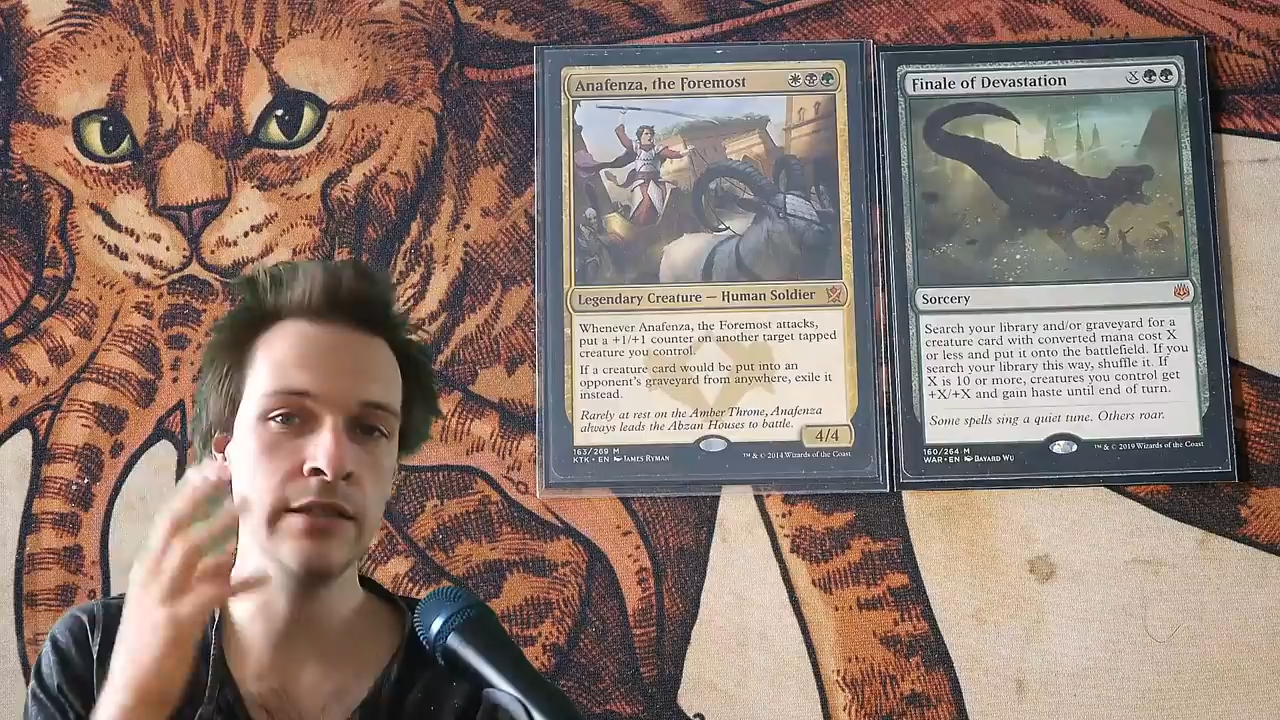 Anafenza, the Foremost
Legendary Creature — Human Soldier
Whenever Anafenza, the Foremost attacks,
put a +1/+1 counter on another target tapped
creature you control.
If a creature card would be put into an
opponent's graveyard from anywhere, exile it
instead.
Rarely at rest on the Amber Throne, Anafenza
always leads the Abzan Houses to battle.
4/4
163/269 M
KTK • EN James Ryman
™ & © 2014 Wizards of the Coast
Finale of Devastation
X
Sorcery
Search your library and/or graveyard for a
creature card with converted mana cost X
or less and put it onto the battlefield. If you
search your library this way, shuffle it. If
X is 10 or more, creatures you control get
+X/+X and gain haste until end of turn.
Some spells sing a quiet tune. Others roar.
160/264 M
WAR • EN Bayard Wu
™ & © 2019 Wizards of the Coast